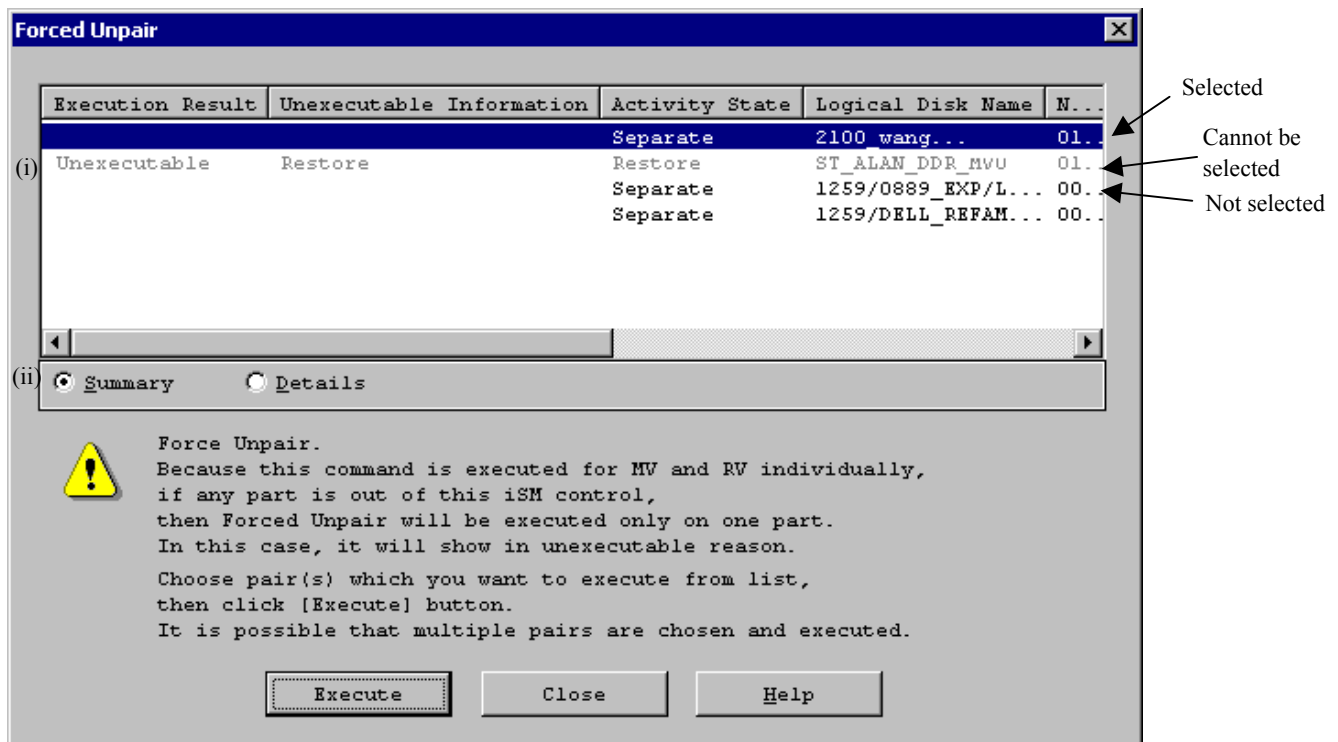 Forced Unpair
Execution Result Unexecutable Information Activity State Logical Disk Name N...
Separate 2100_wang... 01..
Selected
(i) Unexecutable Restore Restore ST_ALAN_DDR_MVU 01..
Cannot be
selected
Separate 1259/0889_EXP/L... 00..
Not selected
Separate 1259/DELL_REFAM... 00..
(ii) Summary Details
Force Unpair.
Because this command is executed for MV and RV individually,
if any part is out of this iSM control,
then Forced Unpair will be executed only on one part.
In this case, it will show in unexecutable reason.
Choose pair(s) which you want to execute from list,
then click [Execute] button.
It is possible that multiple pairs are chosen and executed.
Execute Close Help